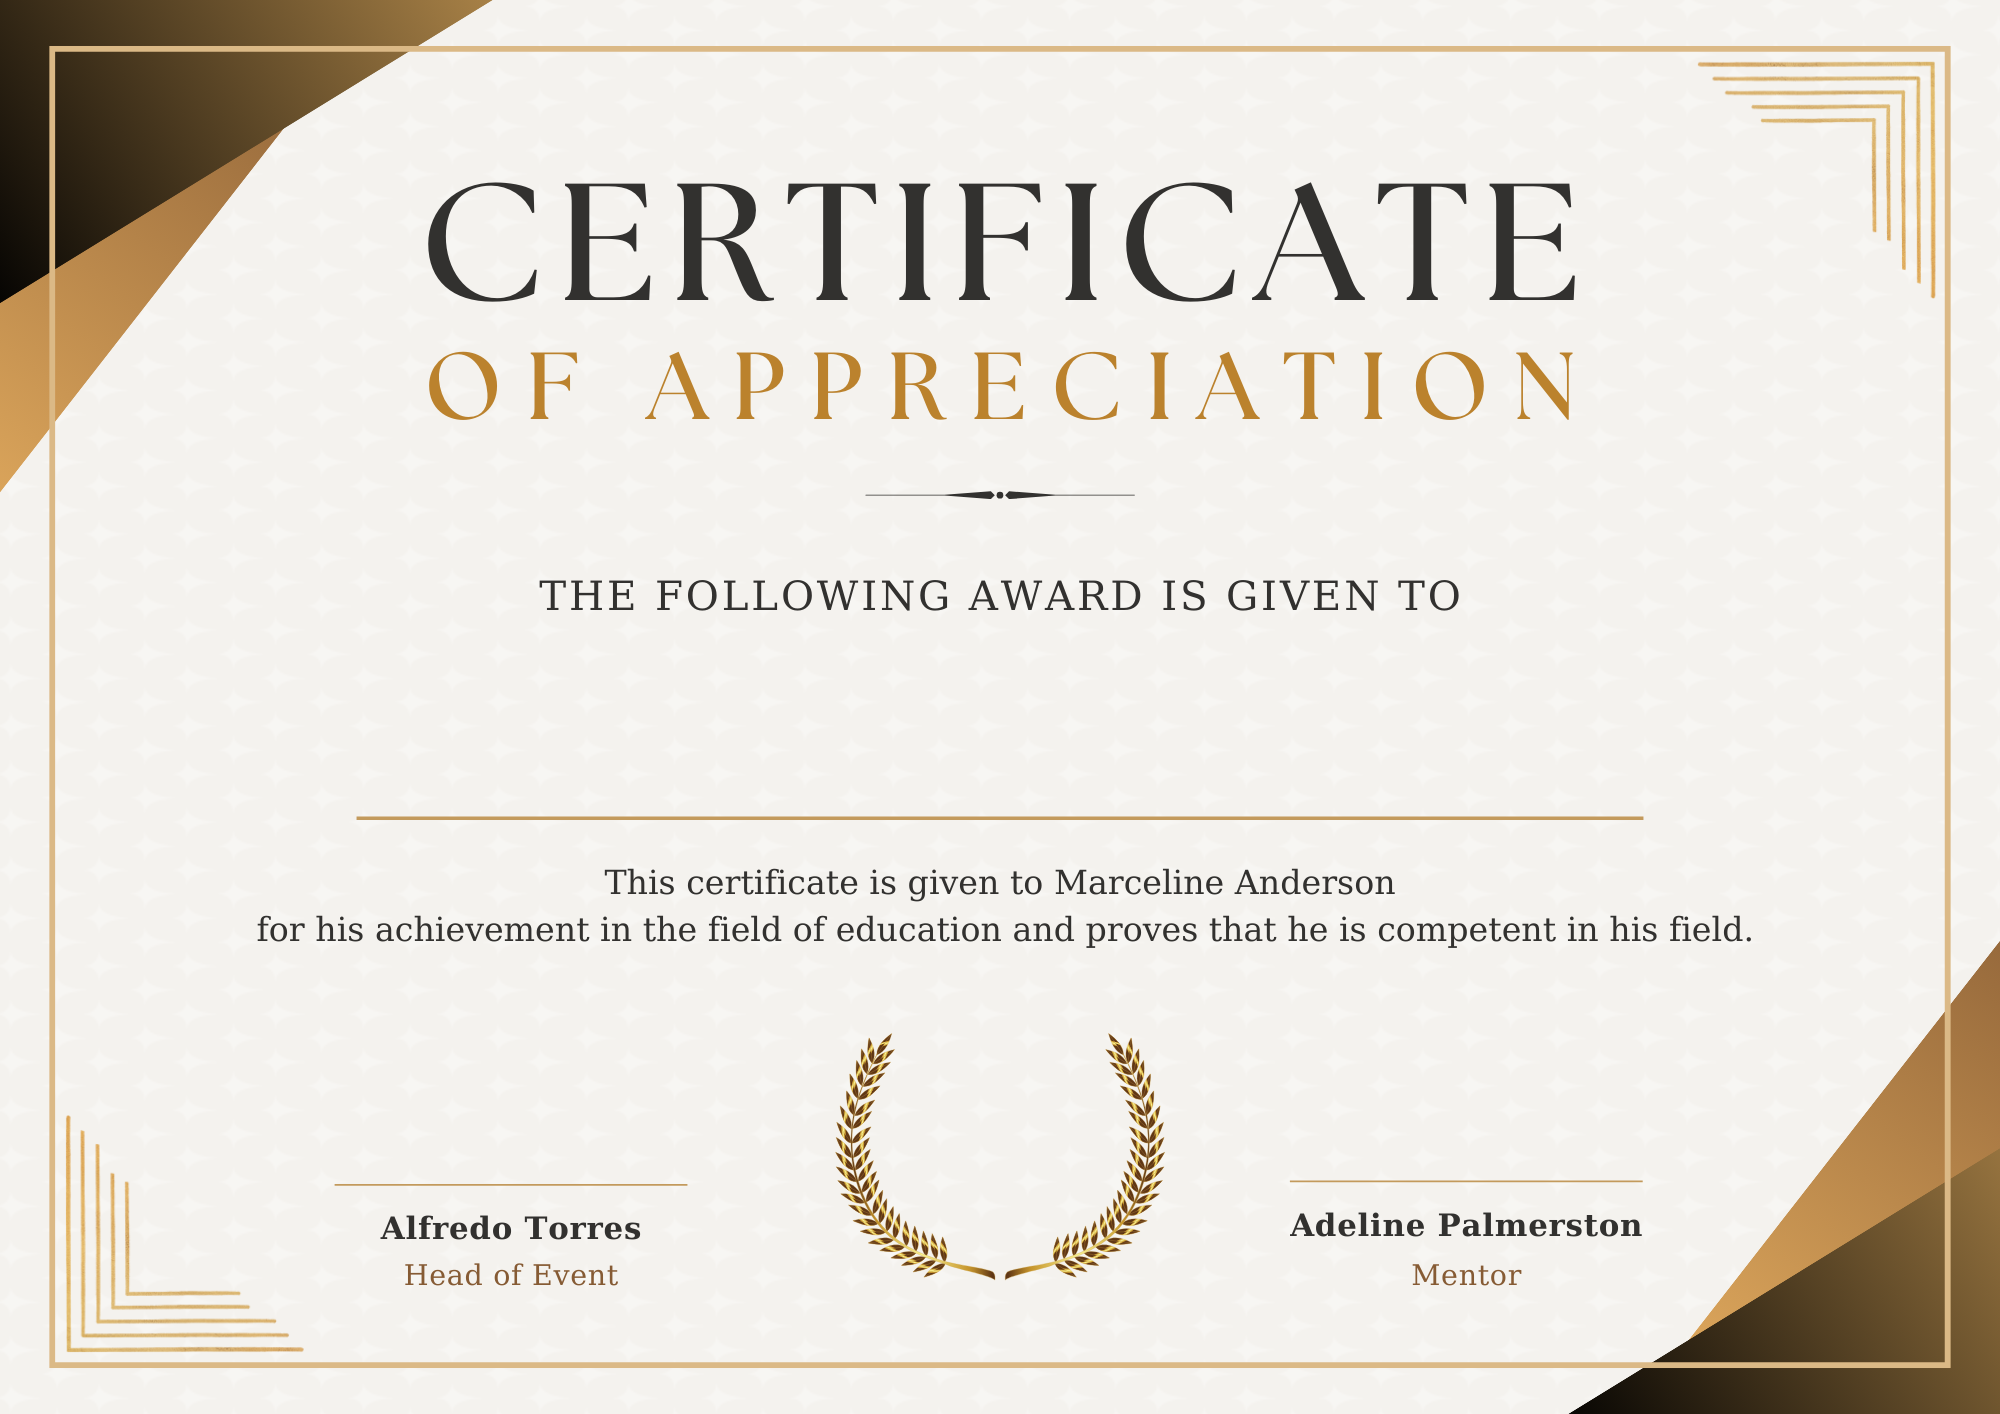 CERTIFICATE
OF APPRECIATION
THE FOLLOWING AWARD IS GIVEN TO
This certificate is given to Marceline Anderson
for his achievement in the field of education and proves that he is competent in his field.
Alfredo Torres
Head of Event
Adeline Palmerston
Mentor